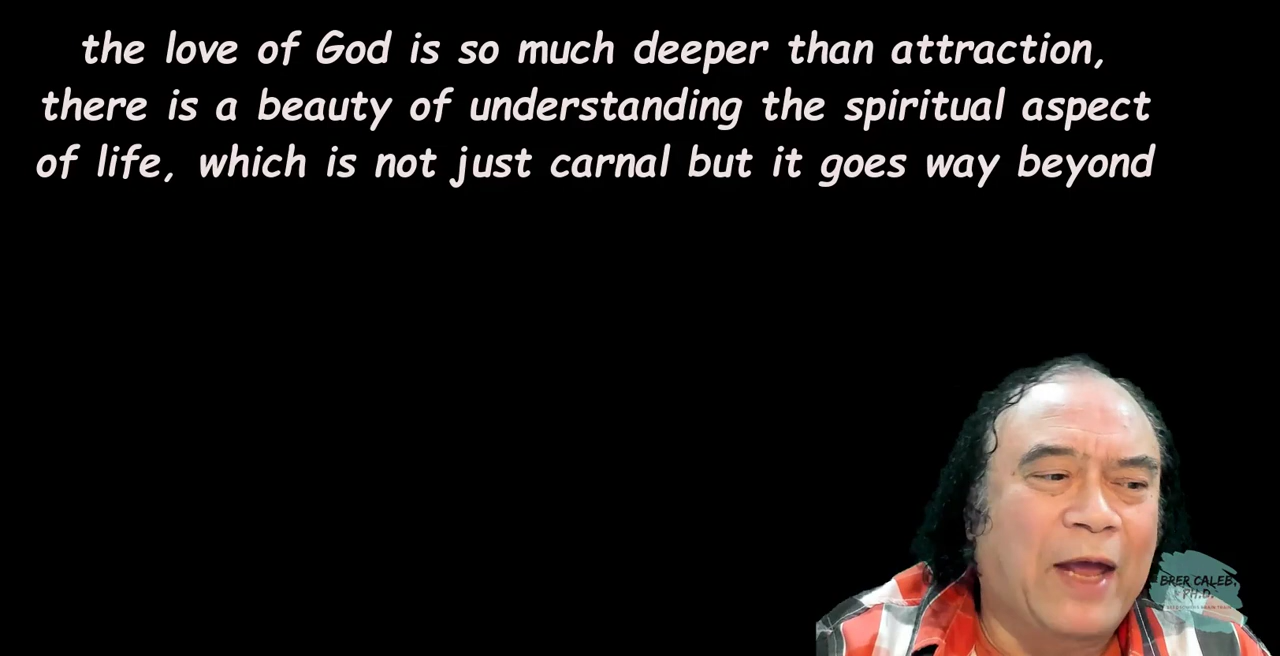 the love of God is so much deeper than attraction,
there is a beauty of understanding the spiritual aspect
of life, which is not just carnal but it goes way beyond
BRER CALEB,
PH.D.